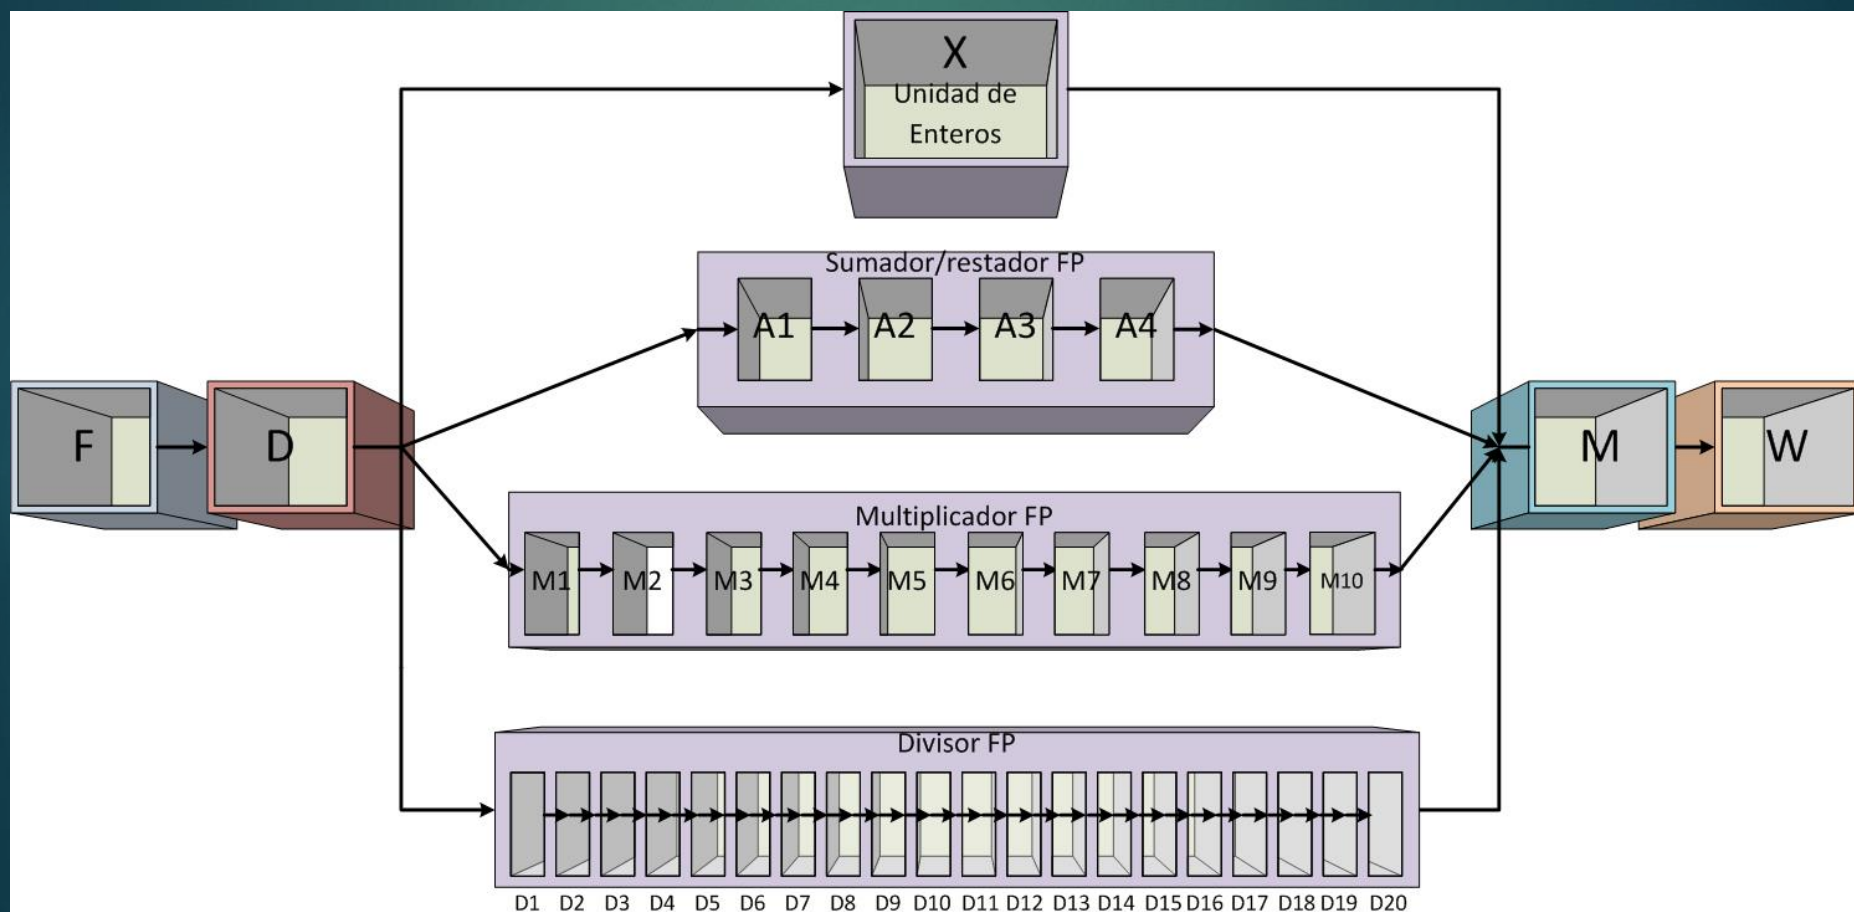 X
Unidad de
Enteros
Sumador/restador FP
A1 A2 A3 A4
F D M W
Multiplicador FP
M1 M2 M3 M4 M5 M6 M7 M8 M9 M10
Divisor FP
D1 D2 D3 D4 D5 D6 D7 D8 D9 D10 D11 D12 D13 D14 D15 D16 D17 D18 D19 D20